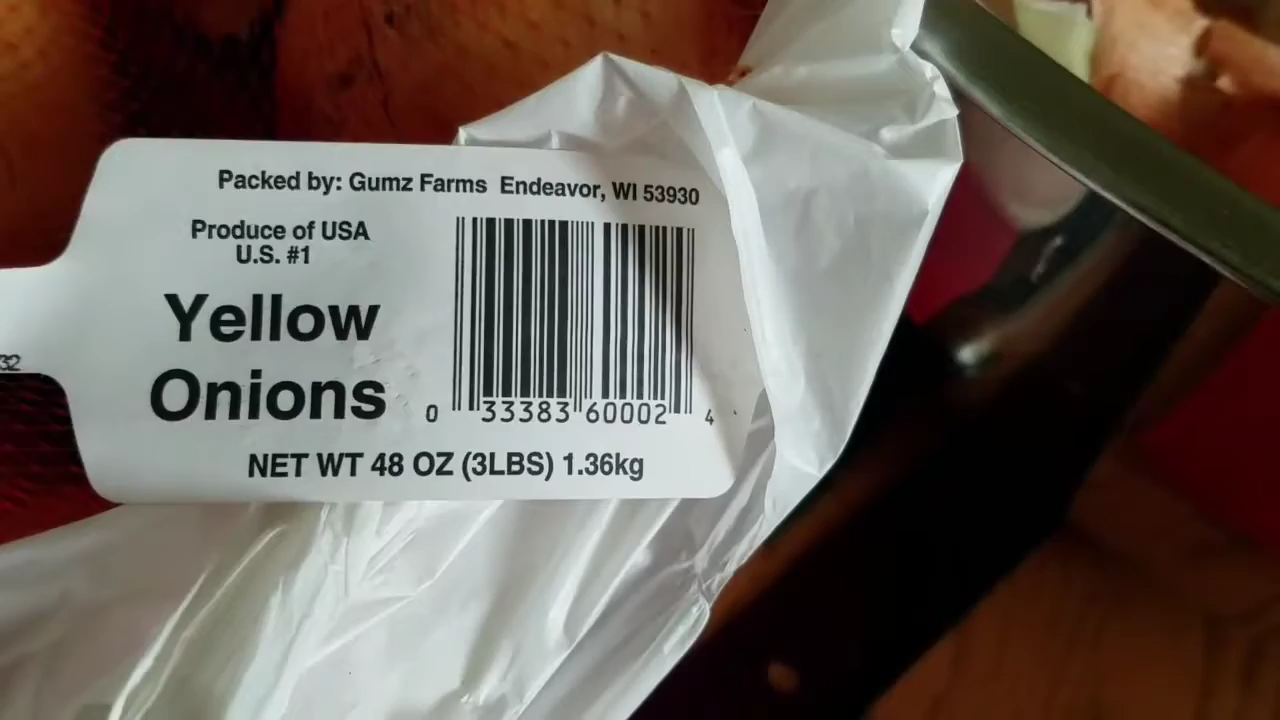 Packed by: Gumz Farms Endeavor, WI 53930
Produce of USA
U.S. #1
Yellow
Onions
0 33383 60002 4
NET WT 48 OZ (3LBS) 1.36kg
32